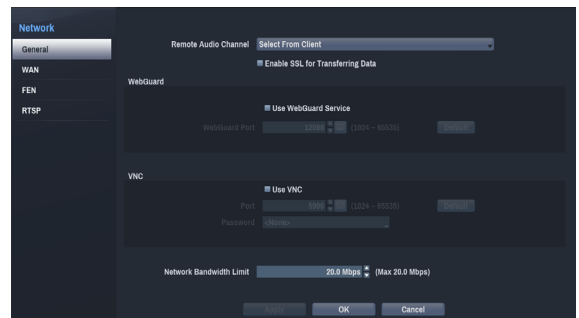 Network
General
WAN
FEN
RTSP
Remote Audio Channel Select From Client
Enable SSL for Transferring Data
WebGuard
Use WebGuard Service
WebGuard Port 12088 (1024 ~ 65535) Default
VNC
Use VNC
Port 5900 (1024 ~ 65535) Default
Password <None>
Network Bandwidth Limit 20.0 Mbps (Max 20.0 Mbps)
Apply OK Cancel